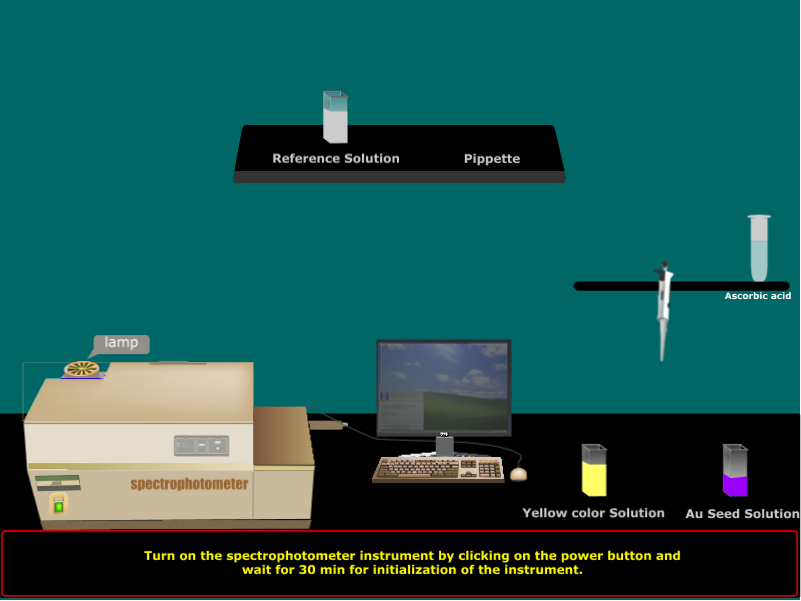 Reference Solution
Pippette
Ascorbic acid
lamp
spectrophotometer
Yellow color Solution
Au Seed Solution
Turn on the spectrophotometer instrument by clicking on the power button and
wait for 30 min for initialization of the instrument.